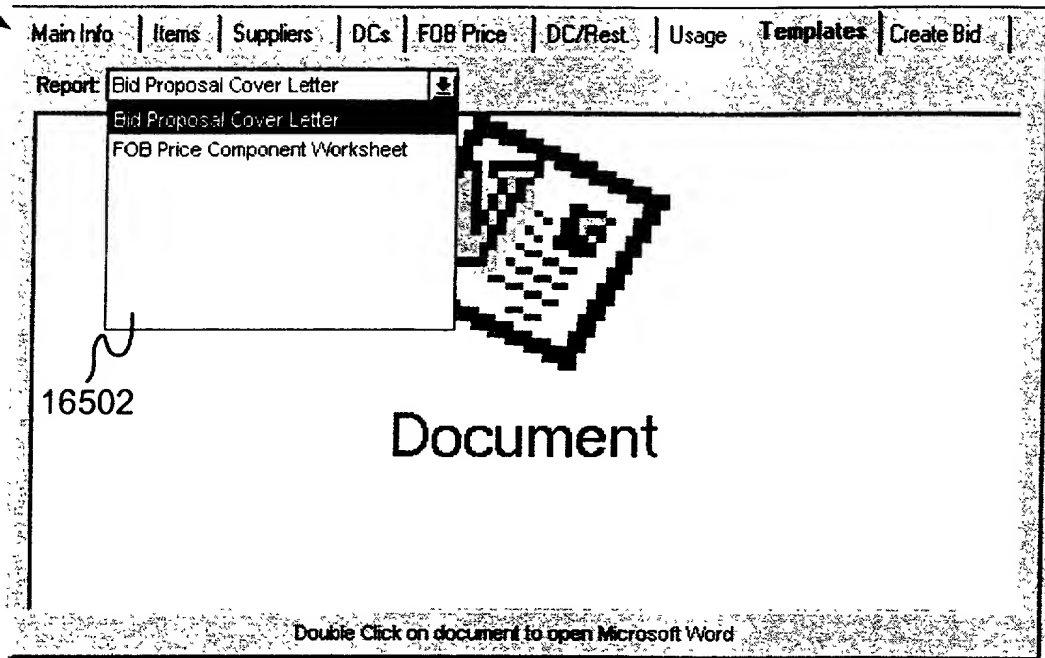 Main Info Items Suppliers DCs FOB Price DC/Rest. Usage Templates Create Bid
Report: Bid Proposal Cover Letter
Bid Proposal Cover Letter
FOB Price Component Worksheet
16502
Document
Double Click on document to open Microsoft Word